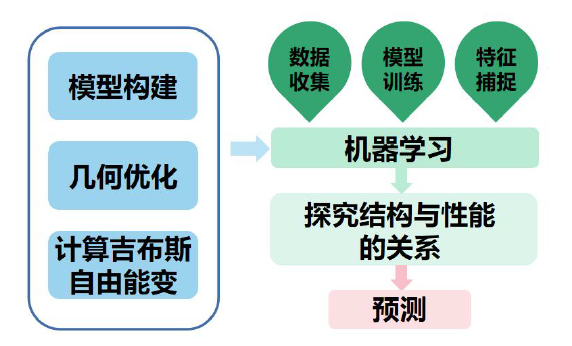 模型构建
几何优化
计算吉布斯
自由能变
数据
收集
模型
训练
特征
捕捉
机器学习
探究结构与性能
的关系
预测